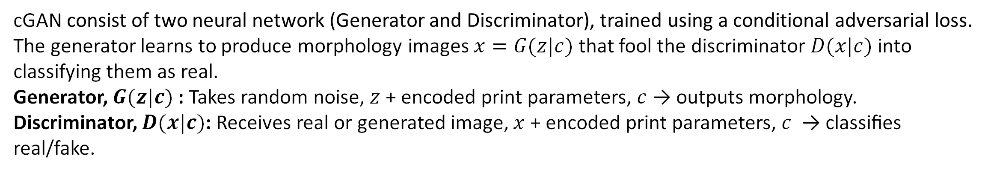 cGAN consist of two neural network (Generator and Discriminator), trained using a conditional adversarial loss.
The generator learns to produce morphology images x = G(z|c) that fool the discriminator D(x|c) into
classifying them as real.
Generator, G(z|c) : Takes random noise, z + encoded print parameters, c → outputs morphology.
Discriminator, D(x|c): Receives real or generated image, x + encoded print parameters, c → classifies
real/fake.